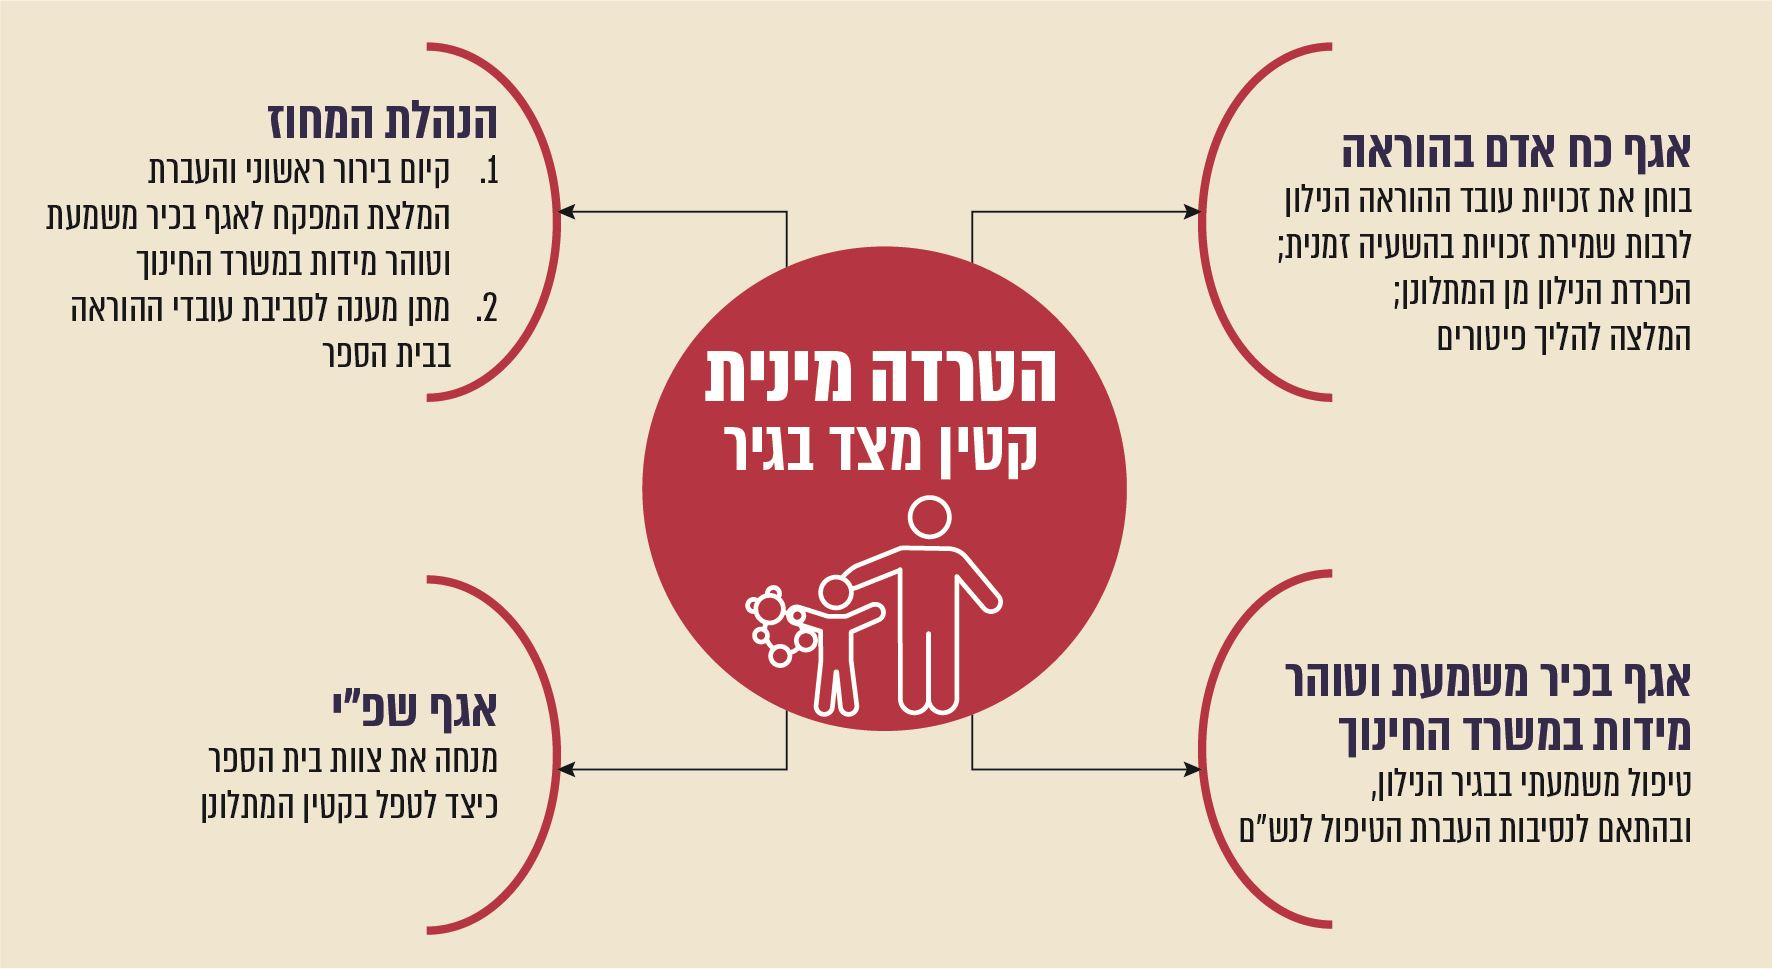 הטרדה מינית
קטין מצד בגיר
אגף כח אדם בהוראה
בוחן את זכויות עובד ההוראה הנילון
לרבות שמירת זכויות בהשעיה זמנית;
הפרדת הנילון מן המתלונן;
המלצה להליך פיטורים
הנהלת המחוז
1. קיום בירור ראשוני והעברת
המלצת המפקח לאגף בכיר משמעת
וטוהר מידות במשרד החינוך
2. מתן מענה לסביבת עובדי ההוראה
בבית הספר
אגף בכיר משמעת וטוהר
מידות במשרד החינוך
טיפול משמעתי בבגיר הנילון,
ובהתאם לנסיבות העברת הטיפול לנש"ם
אגף שפ"י
מנחה את צוות בית הספר
כיצד לטפל בקטין המתלונן